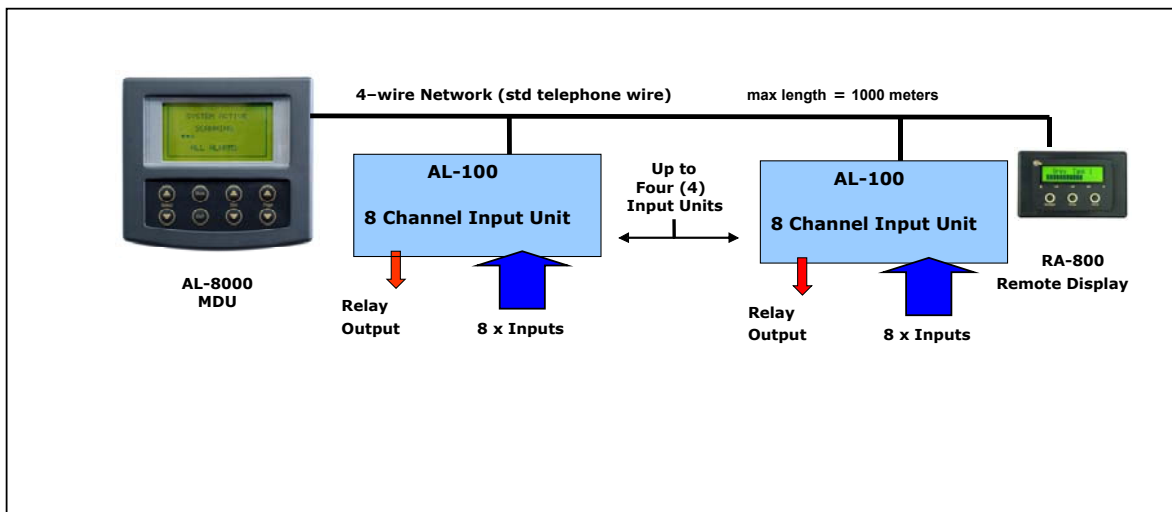 4-wire Network (std telephone wire)
max length = 1000 meters
SYSTEM ACTIVE
SCANNING
ALL ALARMS
AL-100
8 Channel Input Unit
Up to
Four (4)
Input Units
AL-100
8 Channel Input Unit
AL-8000
MDU
Relay
Output
8 x Inputs
Relay
Output
8 x Inputs
RA-800
Remote Display